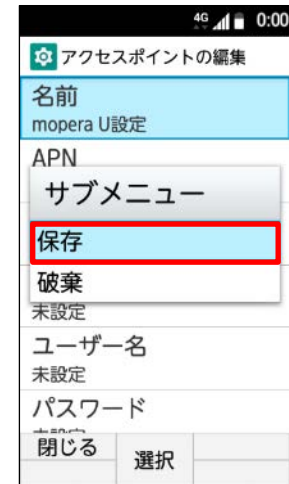 4G 0:00
アクセスポイントの編集
名前
mopera U設定
APN
サブメニュー
保存
破棄
未設定
ユーザー名
未設定
パスワード
閉じる
選択